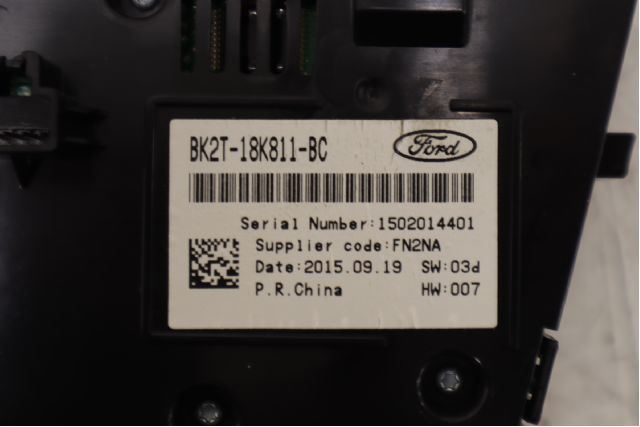 BK2T-18K811-BC
Ford
Serial Number:1502014401
Supplier code:FN2NA
Date:2015.09.19 SW:03d
P.R.China HW:007